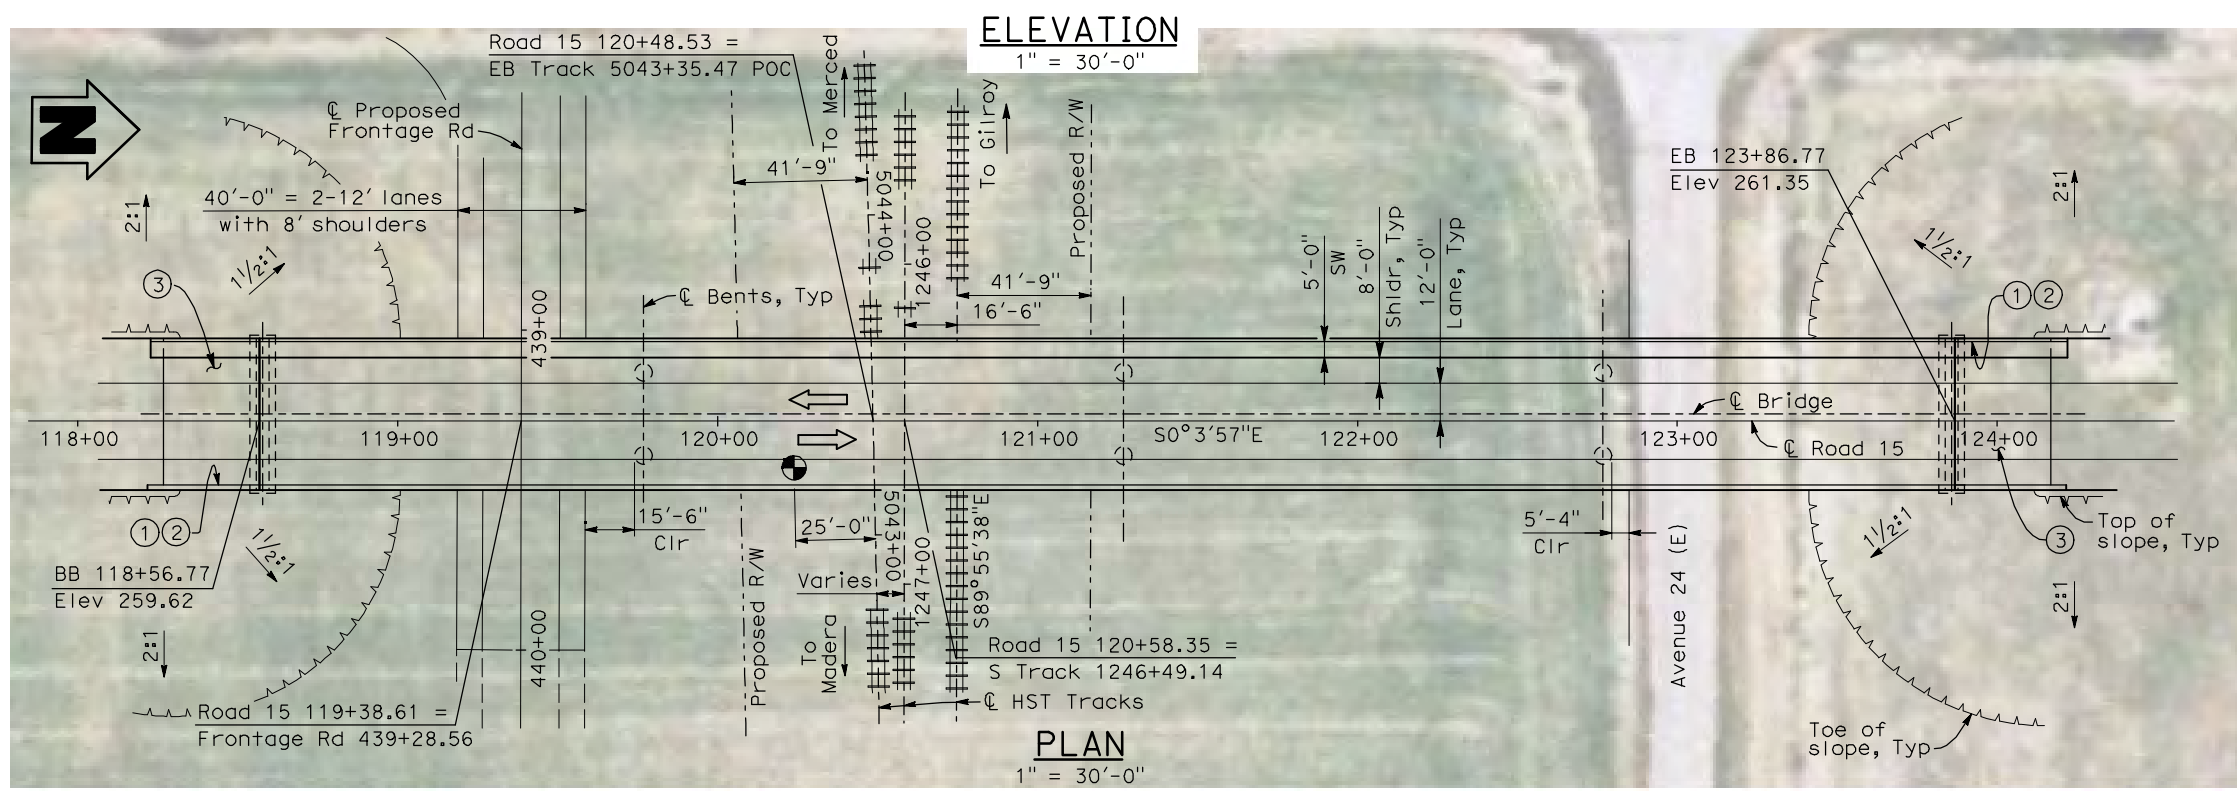 ELEVATION
1" = 30'-0"
Road 15 120+48.53 =
EB Track 5043+35.47 POC
To Merced
To Gilroy
N
℄ Proposed
Frontage Rd
41'-9"
Proposed R/W
EB 123+86.77
Elev 261.35
40'-0" = 2-12' lanes
with 8' shoulders
2:1
1 1/2:1
5044+00
1246+00
41'-9"
16'-6"
5'-0"
SW
8'-0"
Shldr, Typ
12'-0"
Lane, Typ
1 1/2:1
2:1
3
℄ Bents, Typ
1 2
439+00
℄ Bridge
118+00
119+00
120+00
121+00
S0°3'57"E
122+00
123+00
124+00
℄ Road 15
1 2
15'-6"
Clr
25'-0"
5043+00
1247+00
S89°55'38"E
5'-4"
Clr
Avenue 24 (E)
1 1/2:1
3
Top of
slope, Typ
1 1/2:1
BB 118+56.77
Elev 259.62
Varies
Proposed R/W
2:1
440+00
To
Madera
Road 15 120+58.35 =
S Track 1246+49.14
℄ HST Tracks
2:1
Road 15 119+38.61 =
Frontage Rd 439+28.56
Toe of
slope, Typ
PLAN
1" = 30'-0"